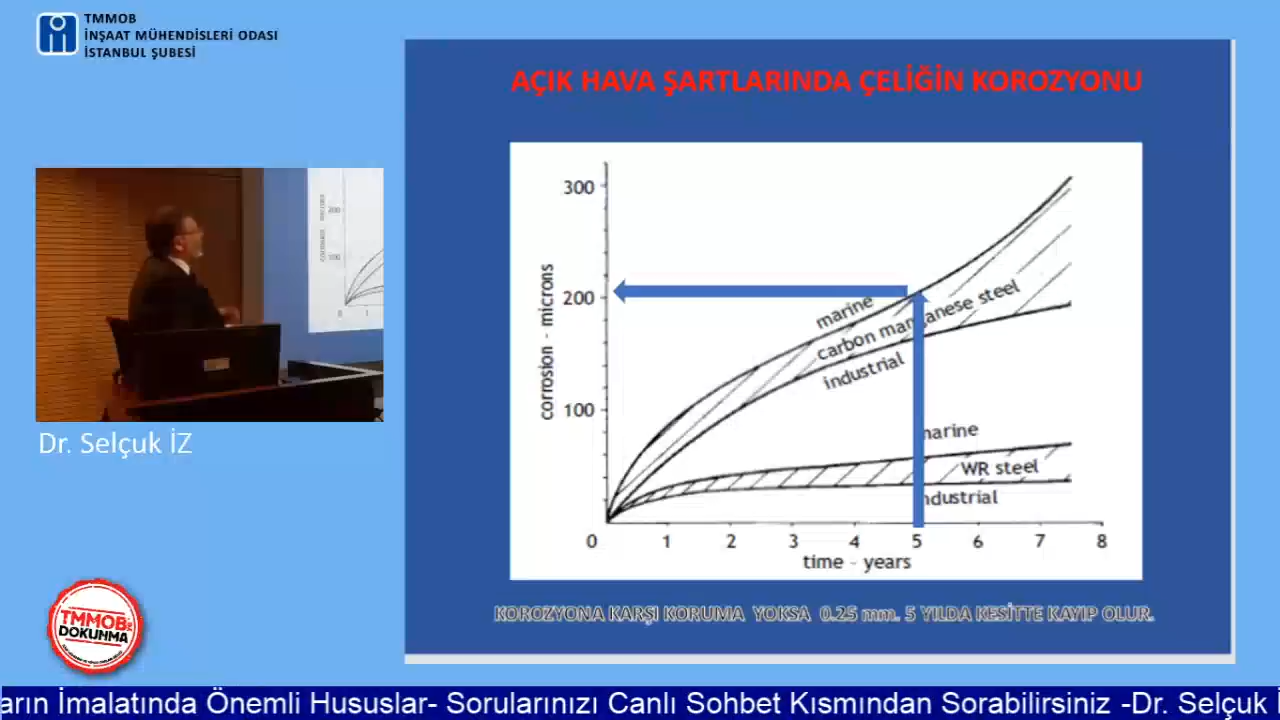 TMMOB
İNŞAAT MÜHENDİSLERİ ODASI
İSTANBUL ŞUBESİ
AÇIK HAVA ŞARTLARINDA ÇELİĞİN KOROZYONU
300
200
100
corrosion - microns
marine
carbon manganese steel
industrial
marine
WR steel
industrial
0 1 2 3 4 5 6 7 8
time - years
KOROZYONA KARŞI KORUMA YOKSA 0.25 mm. 5 YILDA KESİTTE KAYIP OLUR.
Dr. Selçuk İZ
TMMOB'ye
DOKUNMA
arın İmalatında Önemli Hususlar- Sorularınızı Canlı Sohbet Kısmından Sorabilirsiniz -Dr. Selçuk İ